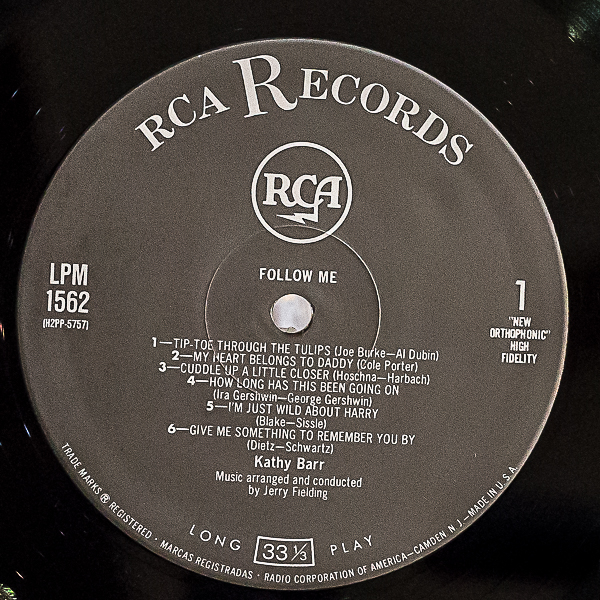 RCA RECORDS
RCA
FOLLOW ME
LPM
1562
(H2PP-5757)
1
"NEW
ORTHOPHONIC"
HIGH
FIDELITY
1—TIP-TOE THROUGH THE TULIPS (Joe Burke—Al Dubin)
2—MY HEART BELONGS TO DADDY (Cole Porter)
3—CUDDLE UP A LITTLE CLOSER (Hoschna—Harbach)
4—HOW LONG HAS THIS BEEN GOING ON
(Ira Gershwin—George Gershwin)
5—I'M JUST WILD ABOUT HARRY
(Blake—Sissle)
6—GIVE ME SOMETHING TO REMEMBER YOU BY
(Dietz—Schwartz)
Kathy Barr
Music arranged and conducted
by Jerry Fielding
LONG 33⅓ PLAY
TRADE MARKS ® REGISTERED · MARCAS REGISTRADAS · RADIO CORPORATION OF AMERICA—CAMDEN N J—MADE IN U.S.A.